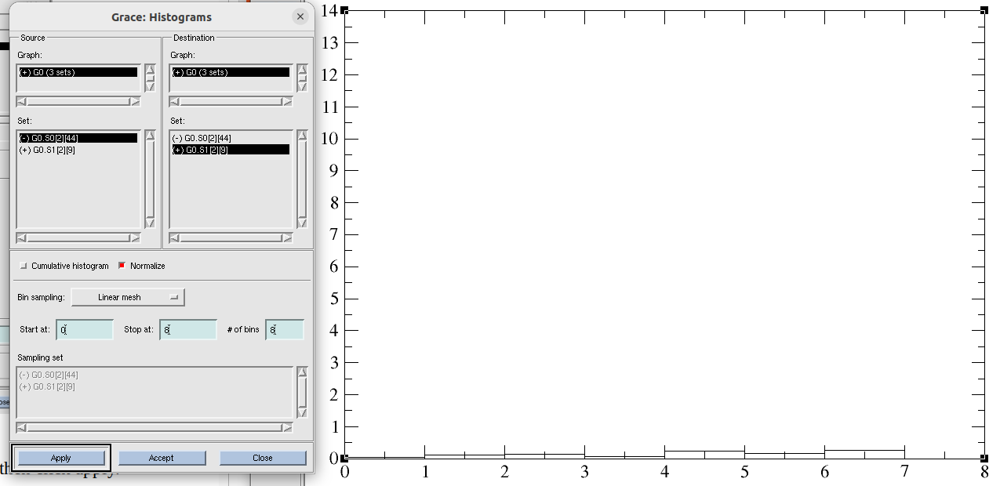 Grace: Histograms
Source
Destination
Graph:
Graph:
(+) G0 (3 sets)
(+) G0 (3 sets)
Set:
Set:
(-) G0.S0[2][44]
(+) G0.S1[2][9]
(-) G0.S0[2][44]
(+) G0.S1[2][9]
Cumulative histogram
Normalize
Bin sampling:
Linear mesh
Start at: 0
Stop at: 8
# of bins 8
Sampling set
(-) G0.S0[2][44]
(+) G0.S1[2][9]
Apply
Accept
Close
apply.
14
13
12
11
10
9
8
7
6
5
4
3
2
1
0
0 1 2 3 4 5 6 7 8